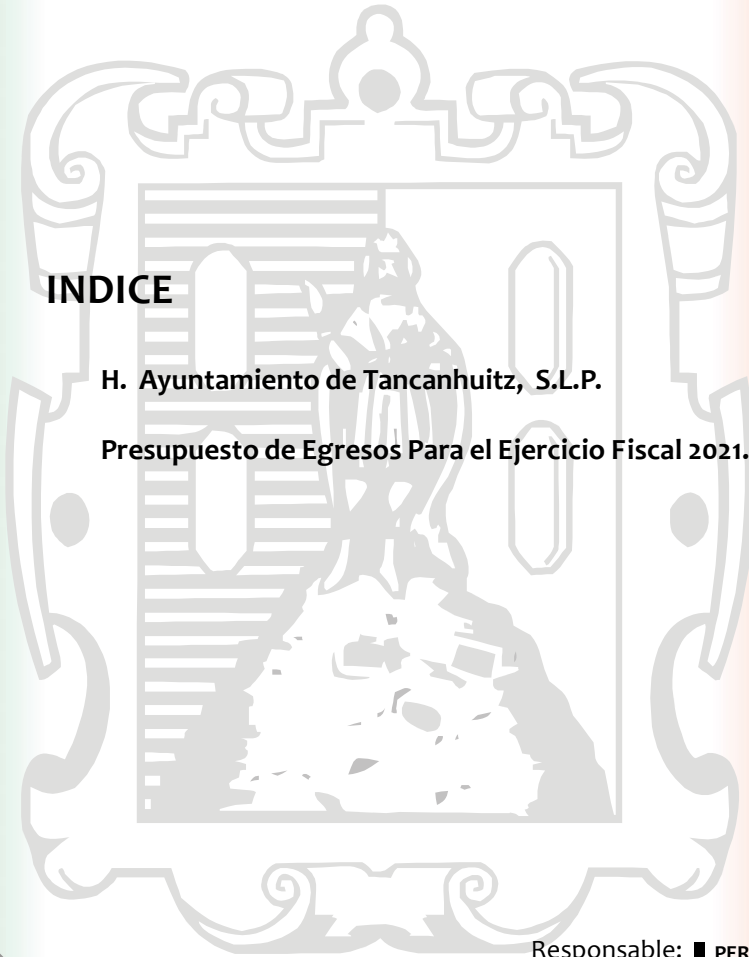 INDICE
H. Ayuntamiento de Tancanhuitz, S.L.P.
Presupuesto de Egresos Para el Ejercicio Fiscal 2021.
Responsable: